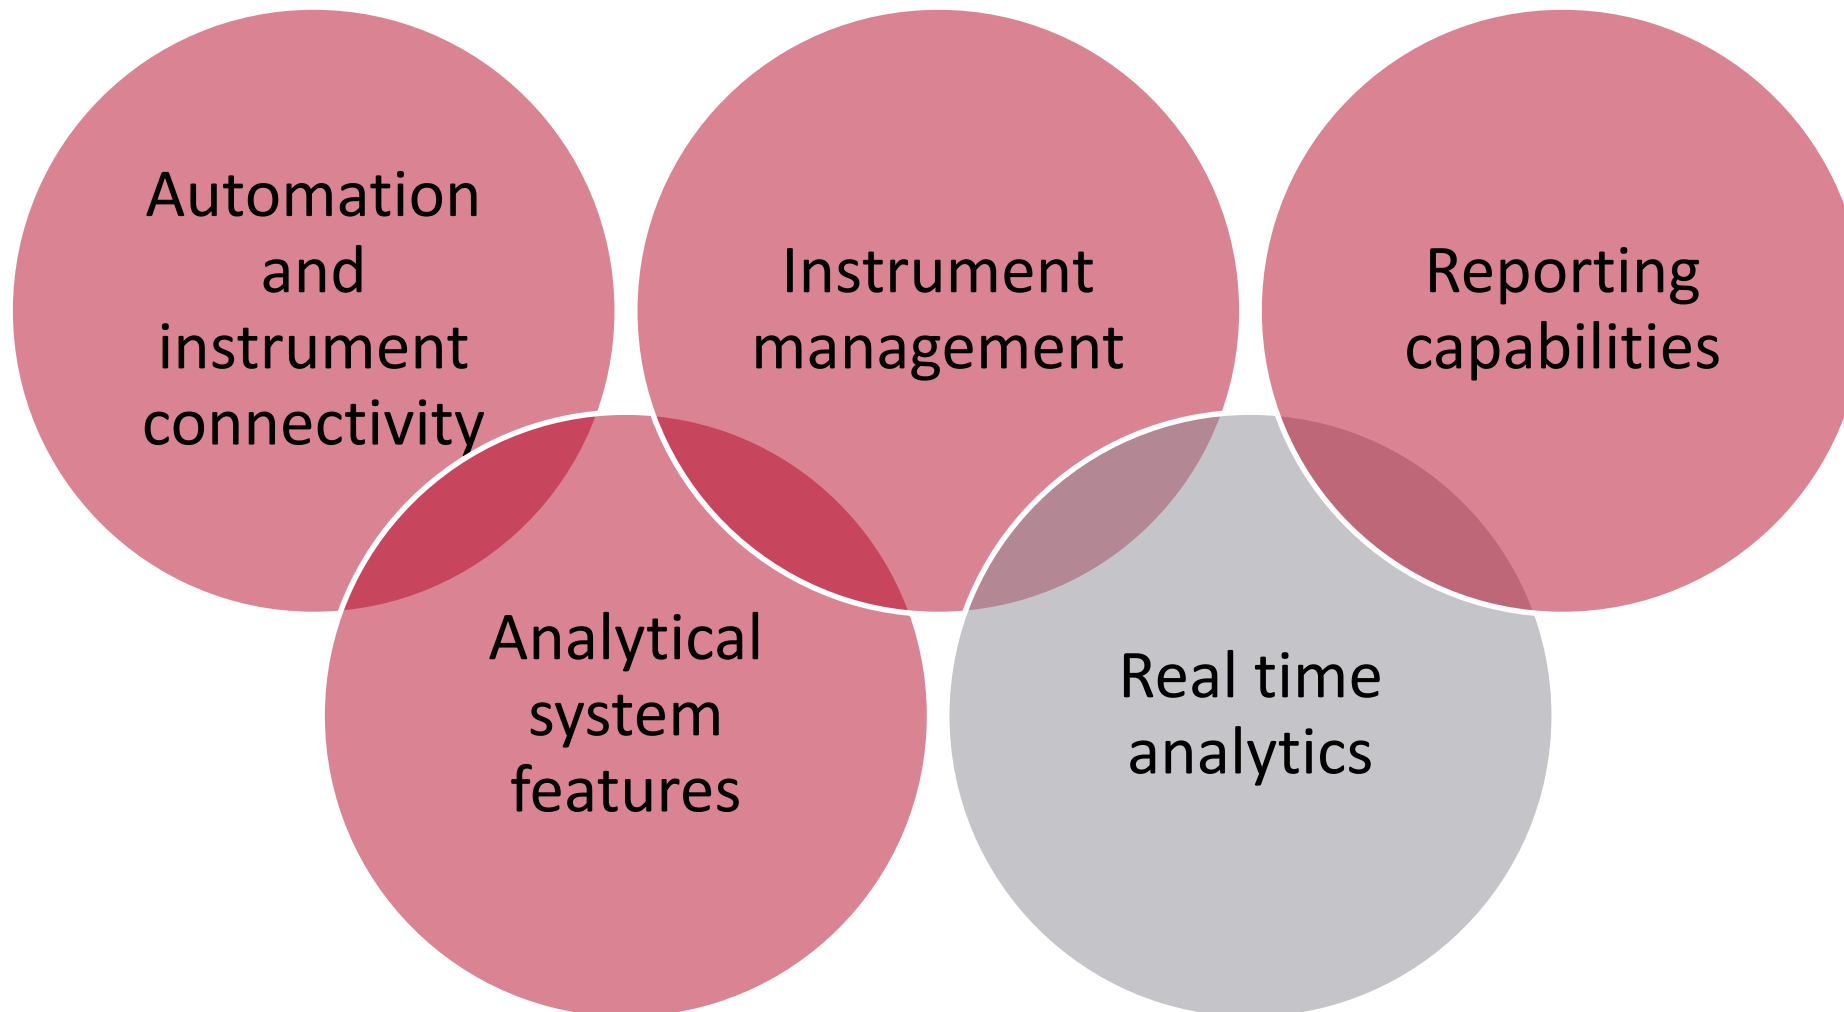 Automation
and
instrument
connectivity
Instrument
management
Reporting
capabilities
Analytical
system
features
Real time
analytics